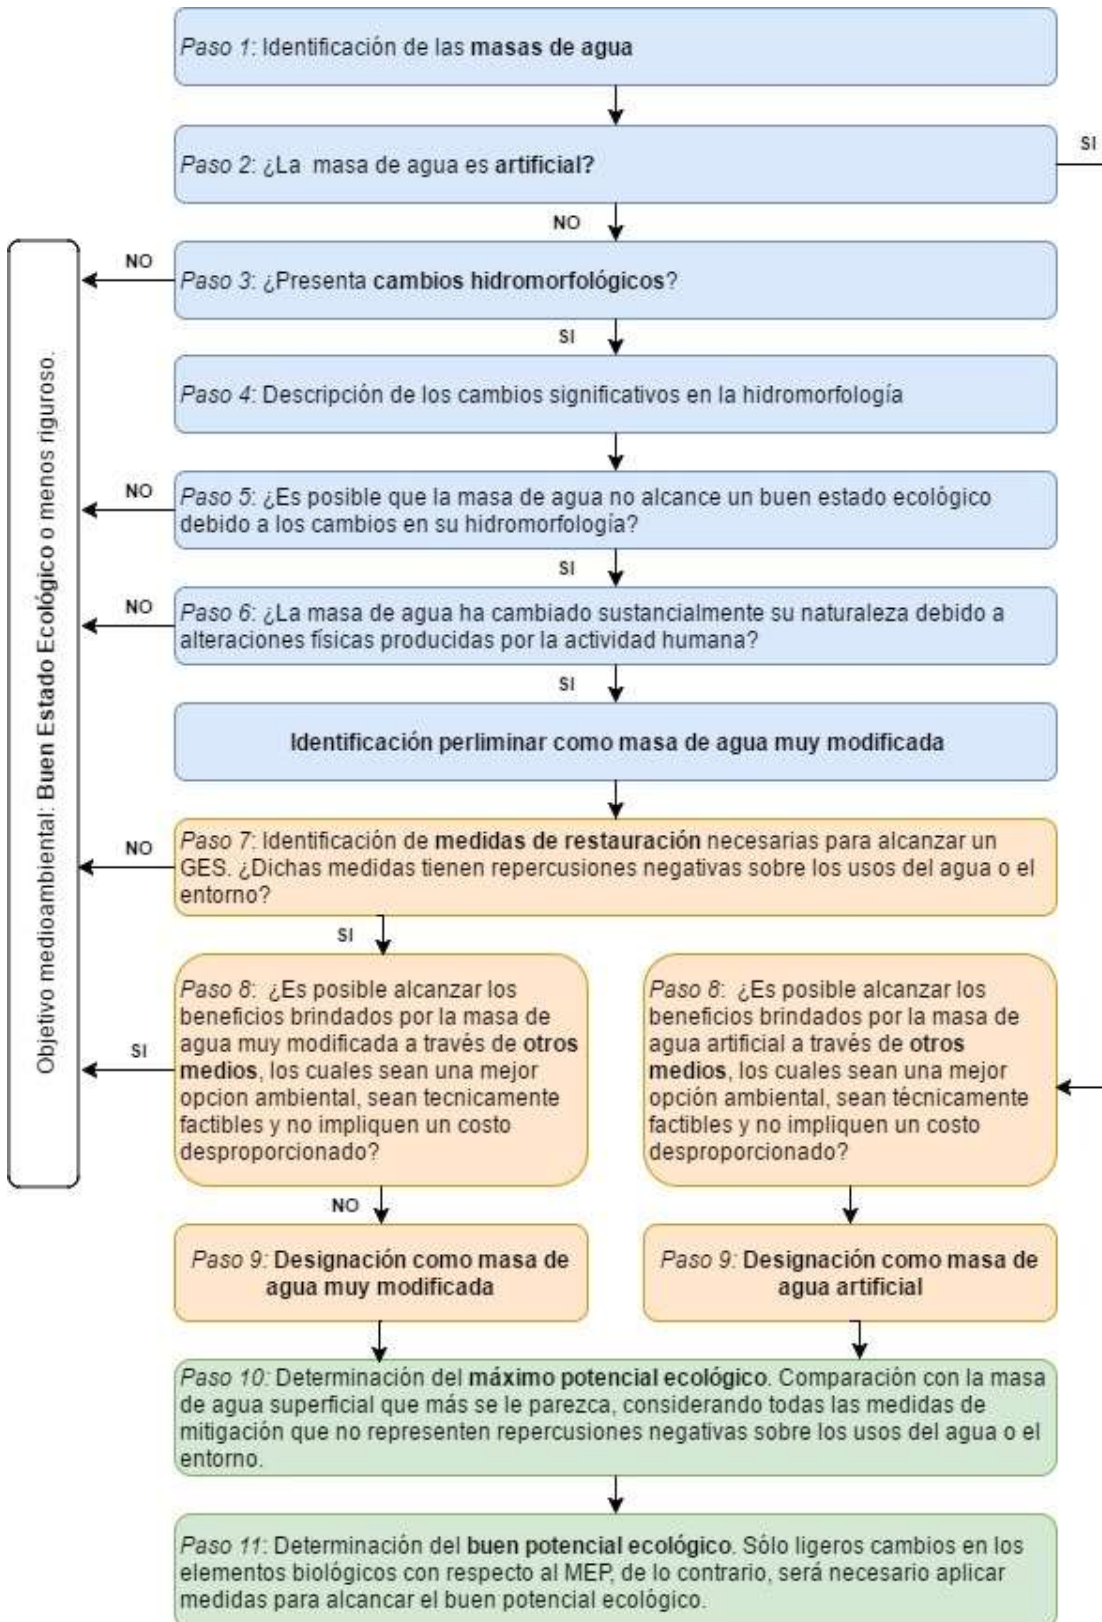 Paso 1: Identificación de las masas de agua
Paso 2: ¿La masa de agua es artificial?
SI
NO
Paso 3: ¿Presenta cambios hidromorfológicos?
NO
SI
Paso 4: Descripción de los cambios significativos en la hidromorfología
Paso 5: ¿Es posible que la masa de agua no alcance un buen estado ecológico
debido a los cambios en su hidromorfología?
NO
SI
Paso 6: ¿La masa de agua ha cambiado sustancialmente su naturaleza debido a
alteraciones físicas producidas por la actividad humana?
NO
SI
Identificación perliminar como masa de agua muy modificada
Paso 7: Identificación de medidas de restauración necesarias para alcanzar un
GES. ¿Dichas medidas tienen repercusiones negativas sobre los usos del agua o el
entorno?
NO
SI
Objetivo medioambiental: Buen Estado Ecológico o menos riguroso.
Paso 8: ¿Es posible alcanzar los
beneficios brindados por la masa de
agua muy modificada a través de otros
medios, los cuales sean una mejor
opcion ambiental, sean tecnicamente
factibles y no impliquen un costo
desproporcionado?
SI
NO
Paso 8: ¿Es posible alcanzar los
beneficios brindados por la masa de
agua artificial a través de otros
medios, los cuales sean una mejor
opción ambiental, sean técnicamente
factibles y no impliquen un costo
desproporcionado?
Paso 9: Designación como masa de
agua muy modificada
Paso 9: Designación como masa de
agua artificial
Paso 10: Determinación del máximo potencial ecológico. Comparación con la masa
de agua superficial que más se le parezca, considerando todas las medidas de
mitigación que no representen repercusiones negativas sobre los usos del agua o el
entorno.
Paso 11: Determinación del buen potencial ecológico. Sólo ligeros cambios en los
elementos biológicos con respecto al MEP, de lo contrario, será necesario aplicar
medidas para alcancar el buen potencial ecológico.